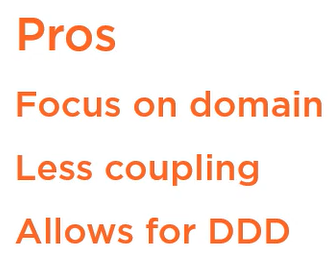 Pros
Focus on domain
Less coupling
Allows for DDD